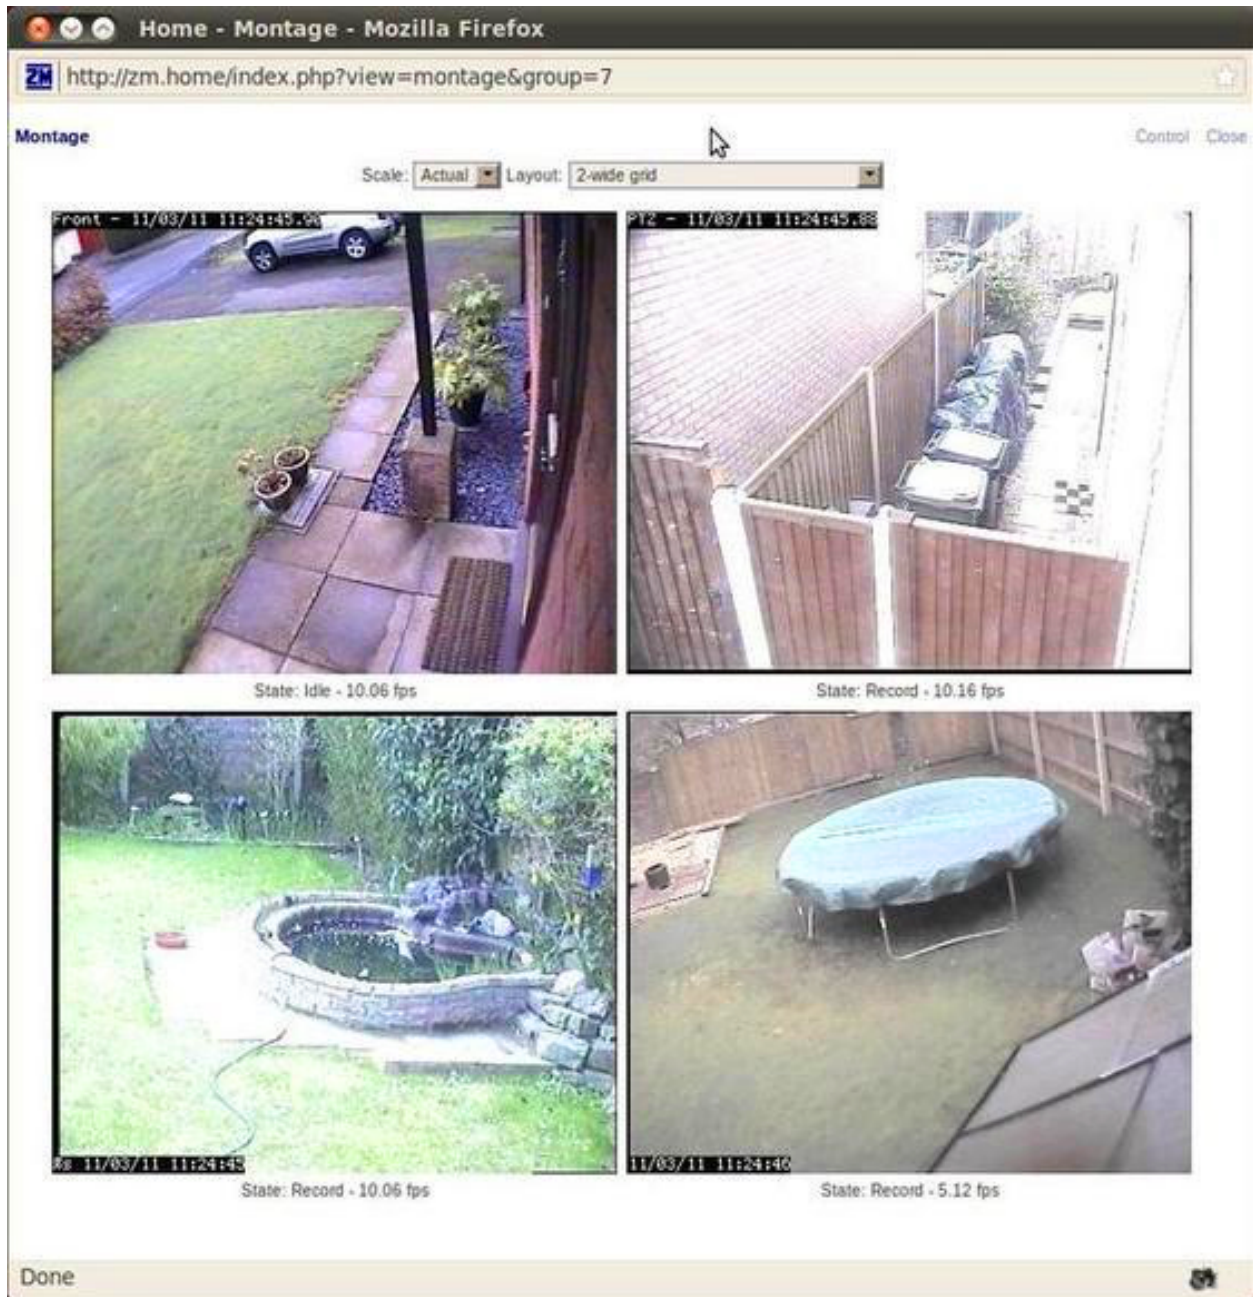 Home - Montage - Mozilla Firefox
ZM http://zm.home/index.php?view=montage&group=7
Montage Control Close
Scale: Actual Layout: 2-wide grid
Front - 11/03/11 11:24:45.90
PTZ - 11/03/11 11:24:45.88
State: Idle - 10.06 fps
State: Record - 10.16 fps
%s 11/03/11 11:24:45
11/03/11 11:24:46
State: Record - 10.06 fps
State: Record - 5.12 fps
Done